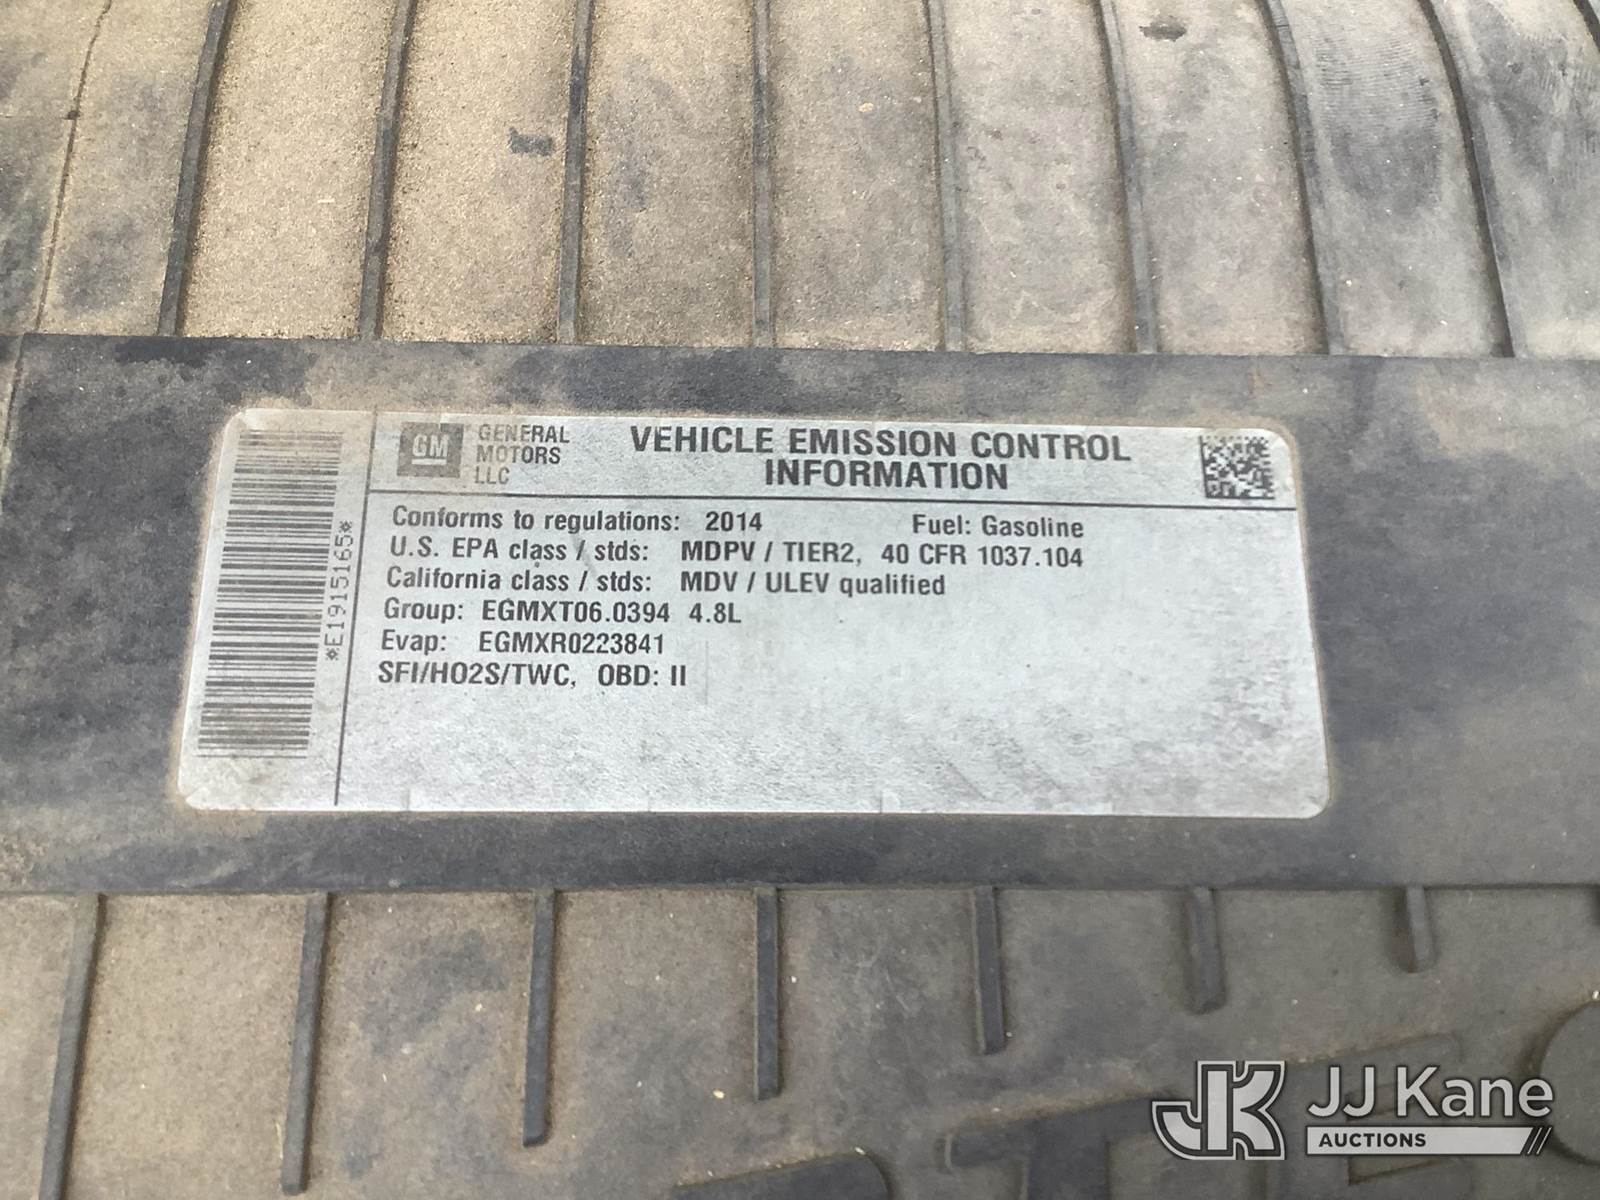 GM GENERAL MOTORS LLC
VEHICLE EMISSION CONTROL
INFORMATION
Conforms to regulations: 2014 Fuel: Gasoline
U.S. EPA class / stds: MDPV / TIER2, 40 CFR 1037.104
California class / stds: MDV / ULEV qualified
Group: EGMXT06.0394 4.8L
Evap: EGMXR0223841
SFI/HO2S/TWC, OBD: II
*E1915165*
JK JJ Kane
AUCTIONS